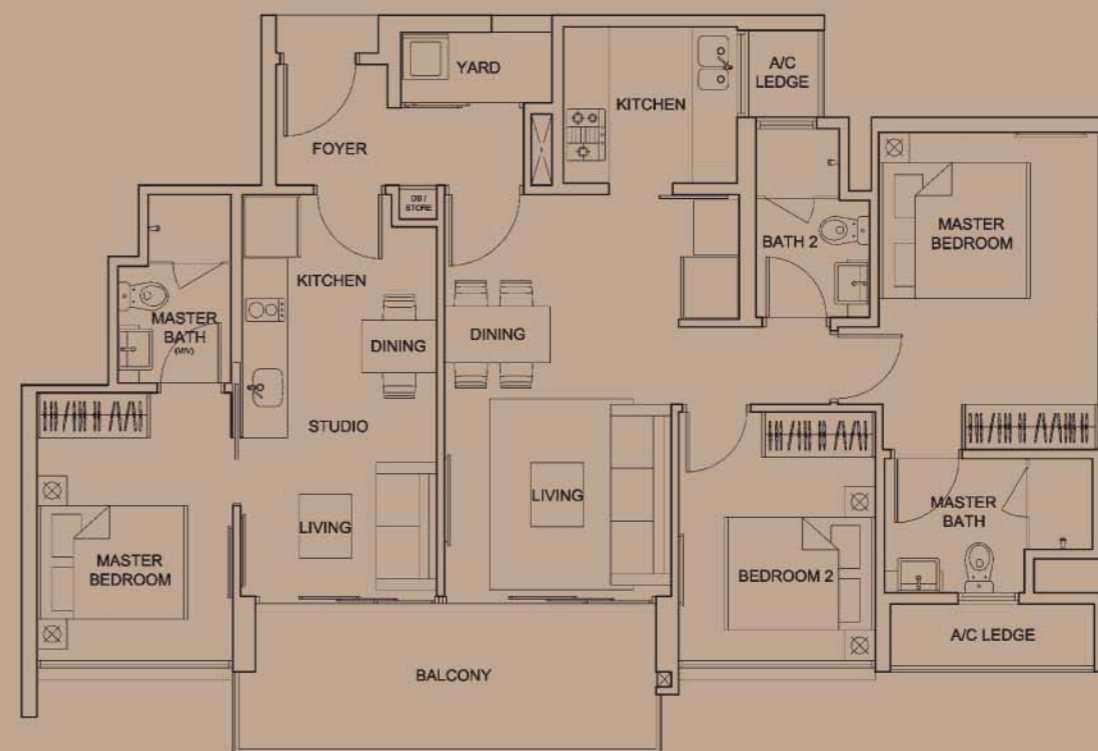 YARD
A/C
LEDGE
KITCHEN
FOYER
DB /
STORE
MASTER
BEDROOM
BATH 2
KITCHEN
MASTER
BATH
(MV)
DINING
DINING
STUDIO
LIVING
LIVING
MASTER
BATH
MASTER
BEDROOM
BEDROOM 2
A/C LEDGE
BALCONY